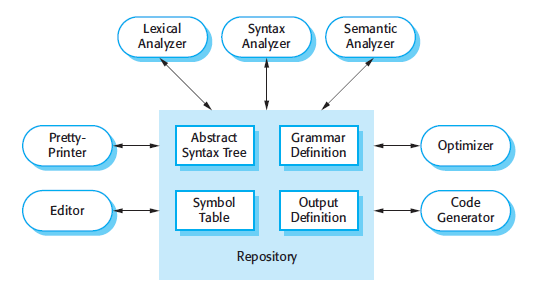 Lexical
Analyzer
Syntax
Analyzer
Semantic
Analyzer
Pretty-
Printer
Abstract
Syntax Tree
Grammar
Definition
Optimizer
Editor
Symbol
Table
Output
Definition
Code
Generator
Repository